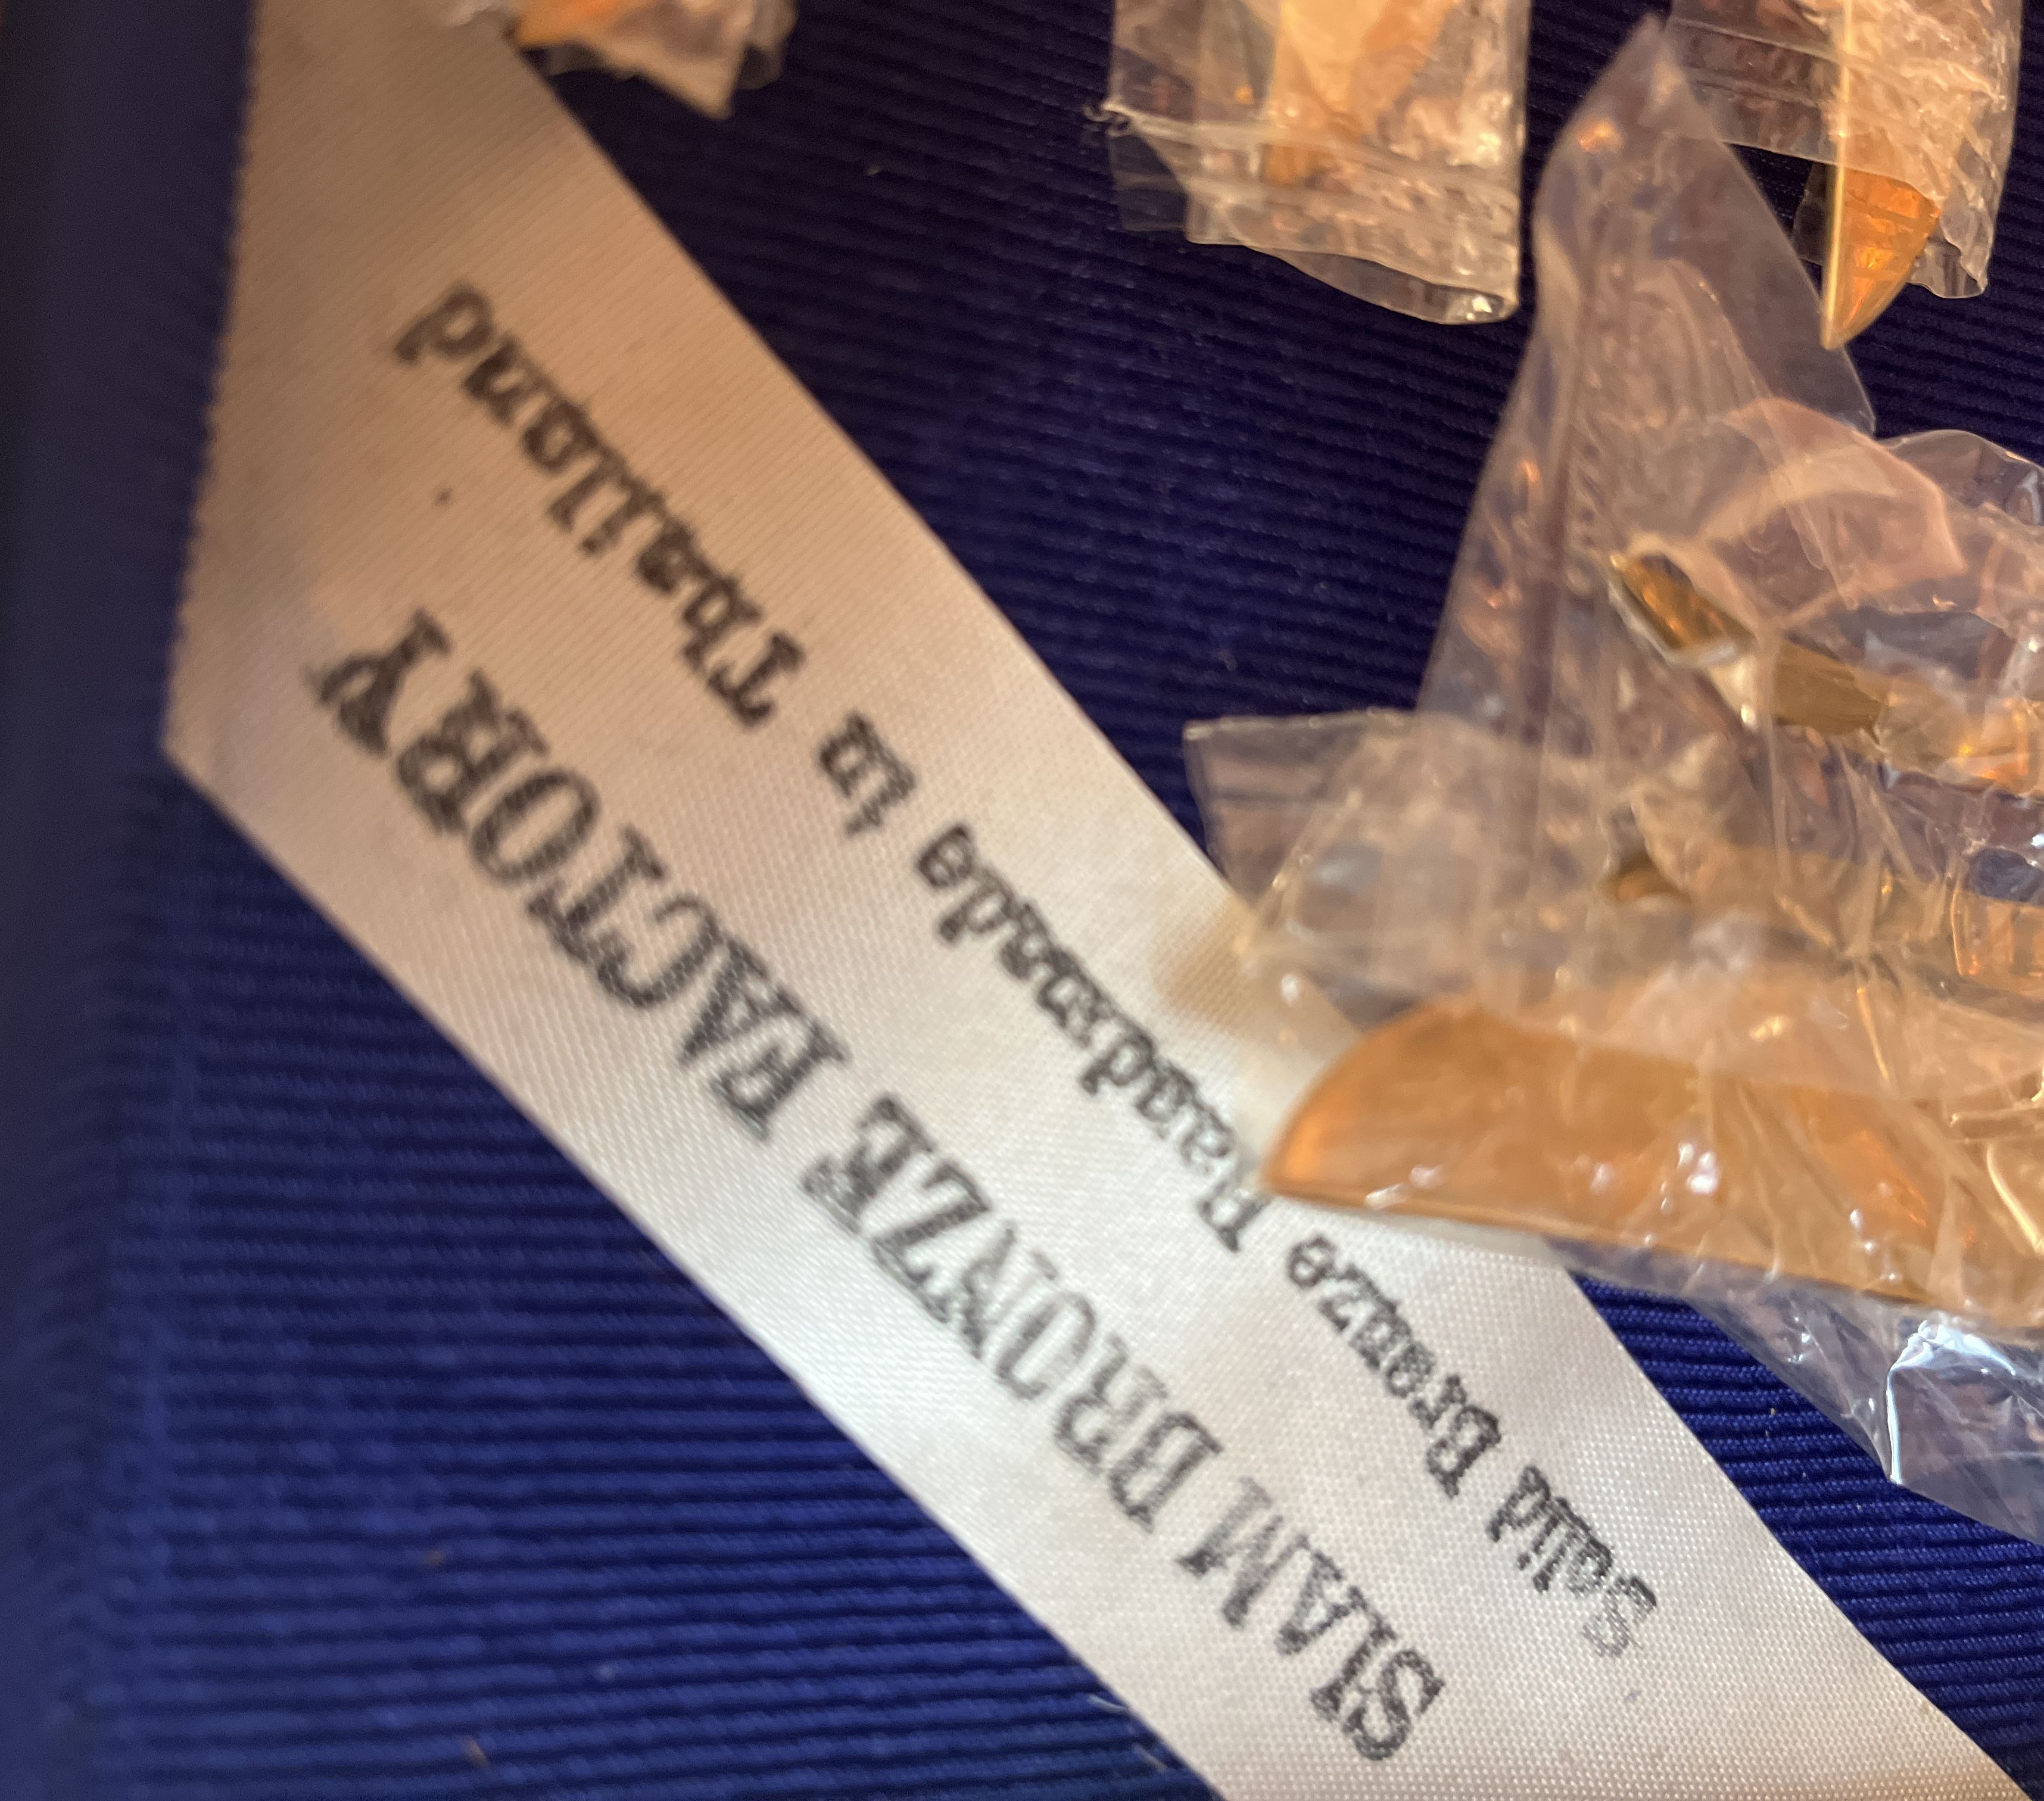 SIAM BRONZE FACTORY
Solid Bronze Handmade in Thailand